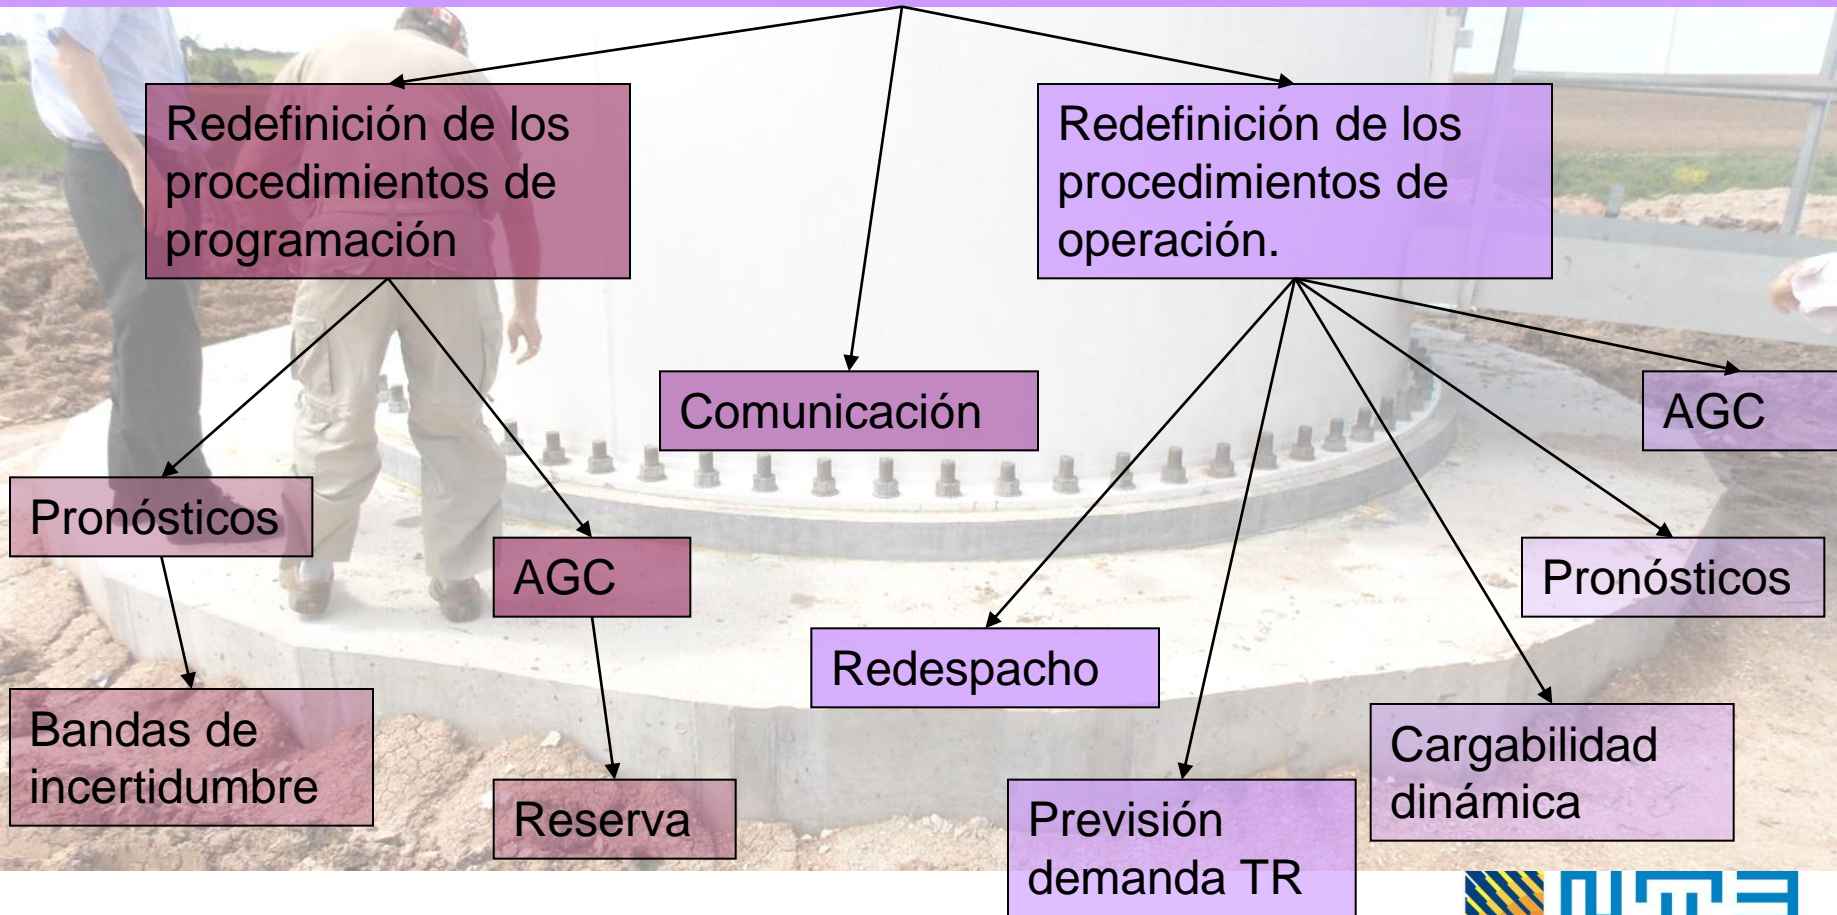 Redefinición de los
procedimientos de
programación
Redefinición de los
procedimientos de
operación.
Comunicación
AGC
Pronósticos
AGC
Pronósticos
Redespacho
Bandas de
incertidumbre
Reserva
Cargabilidad
dinámica
Previsión
demanda TR